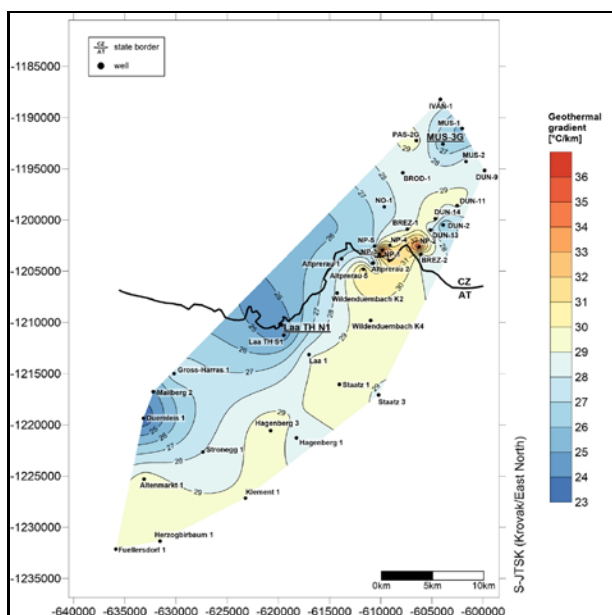 CZ
AT
state border
well
-1185000
-1190000
-1195000
-1200000
-1205000
-1210000
-1215000
-1220000
-1225000
-1230000
-1235000
-640000
-635000
-630000
-625000
-620000
-615000
-610000
-605000
-600000
IVAN-1
MUS-1
PAS-2G
MUS-3G
MUS-2
BROD-1
DUN-9
NO-1
DUN-11
DUN-14
BREZ-1
DUN-2
DUN-13
NP-5
NP-4
BREZ-2
Altprerau 1
Altprerau 2
Altprerau 5
CZ
AT
Wildenduernbach K2
Laa TH N1
Laa TH S1
Wildenduernbach K4
Laa 1
Gross-Harras 1
Mailberg 2
Staatz 1
Staatz 3
Duernleis 1
Hagenberg 3
Hagenberg 1
Stronegg 1
Altenmarkt 1
Klement 1
Herzogbirbaum 1
Fuellersdorf 1
0km
5km
10km
S-JTSK (Krovak/East North)
Geothermal
gradient
[°C/km]
36
35
34
33
32
31
30
29
28
27
26
25
24
23